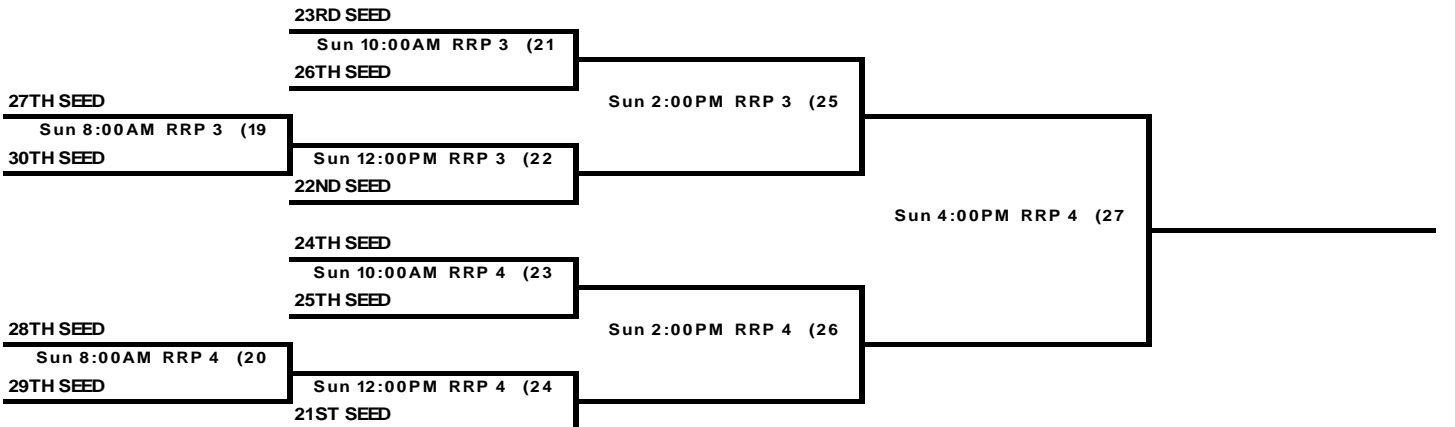 23RD SEED
Sun 10:00AM RRP 3 (21
26TH SEED
27TH SEED
Sun 2:00PM RRP 3 (25
Sun 8:00AM RRP 3 (19
30TH SEED
Sun 12:00PM RRP 3 (22
22ND SEED
Sun 4:00PM RRP 4 (27
24TH SEED
Sun 10:00AM RRP 4 (23
25TH SEED
28TH SEED
Sun 2:00PM RRP 4 (26
Sun 8:00AM RRP 4 (20
29TH SEED
Sun 12:00PM RRP 4 (24
21ST SEED